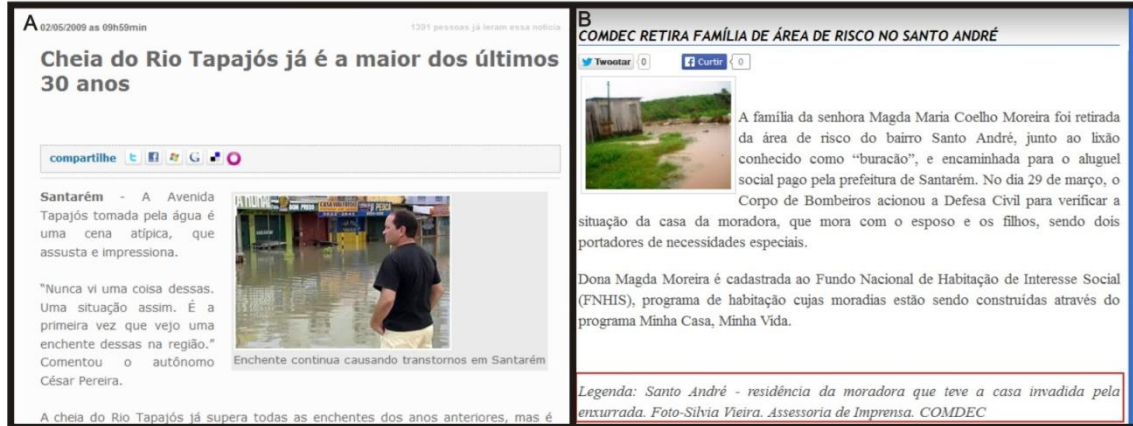 A 02/05/2009 as 09h59min
1391 pessoas já leram essa notícia
Cheia do Rio Tapajós já é a maior dos últimos
30 anos
compartilhe
Santarém - A Avenida
Tapajós tomada pela água é
uma cena atípica, que
assusta e impressiona.
"Nunca vi uma coisa dessas.
Uma situação assim. É a
primeira vez que vejo uma
enchente dessas na região."
Comentou o autônomo
César Pereira.
Enchente continua causando transtornos em Santarém
A cheia do Rio Tapajós já supera todas as enchentes dos anos anteriores, mas é
B
COMDEC RETIRA FAMÍLIA DE ÁREA DE RISCO NO SANTO ANDRÉ
Tweetar 0 Curtir 0
A família da senhora Magda Maria Coelho Moreira foi retirada
da área de risco do bairro Santo André, junto ao lixão
conhecido como “buracão”, e encaminhada para o aluguel
social pago pela prefeitura de Santarém. No dia 29 de março, o
Corpo de Bombeiros acionou a Defesa Civil para verificar a
situação da casa da moradora, que mora com o esposo e os filhos, sendo dois
portadores de necessidades especiais.
Dona Magda Moreira é cadastrada ao Fundo Nacional de Habitação de Interesse Social
(FNHIS), programa de habitação cujas moradias estão sendo construídas através do
programa Minha Casa, Minha Vida.
Legenda: Santo André - residência da moradora que teve a casa invadida pela
enxurrada. Foto-Silvia Vieira. Assessoria de Imprensa. COMDEC